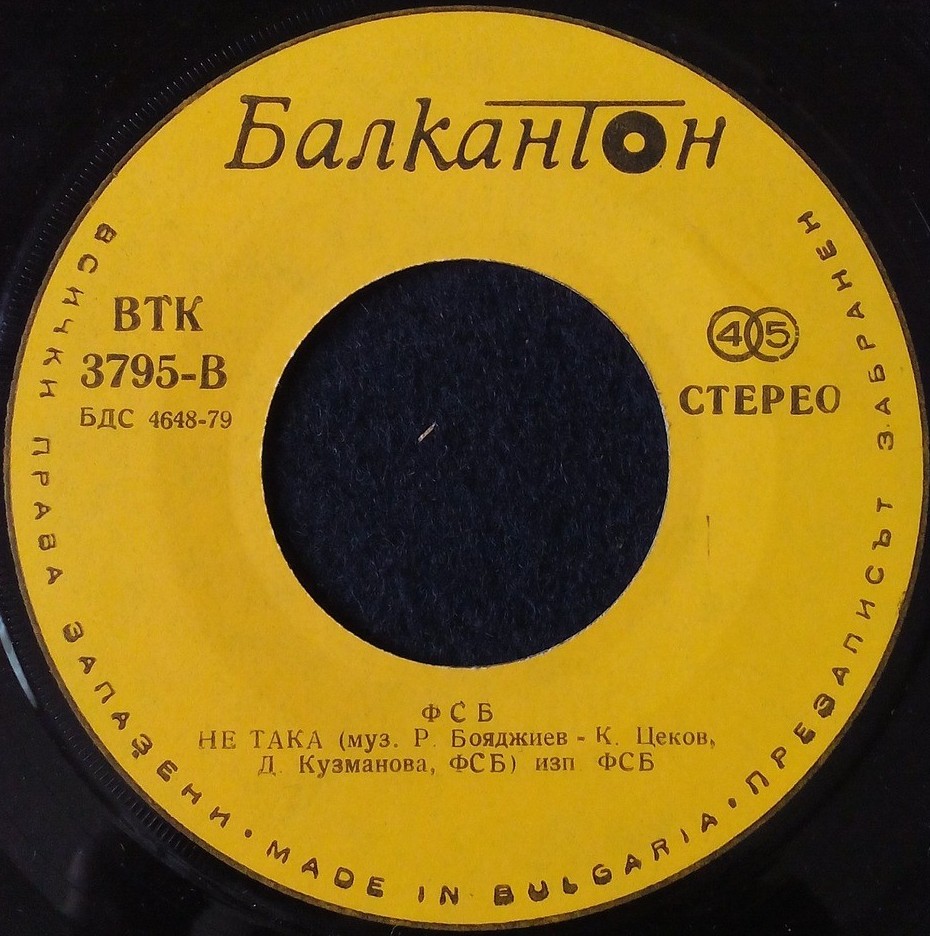 Балкантон
ВТК
3795-В
БДС 4648-79
45
СТЕРЕО
ФСБ
НЕ ТАКА (муз. Р. Бояджиев - К. Цеков,
Д. Кузманова, ФСБ) изп ФСБ
ВСИЧКИ ПРАВА ЗАПАЗЕНИ · MADE IN BULGARIA · ПРЕЗАПИСЪТ ЗАБРАНЕН